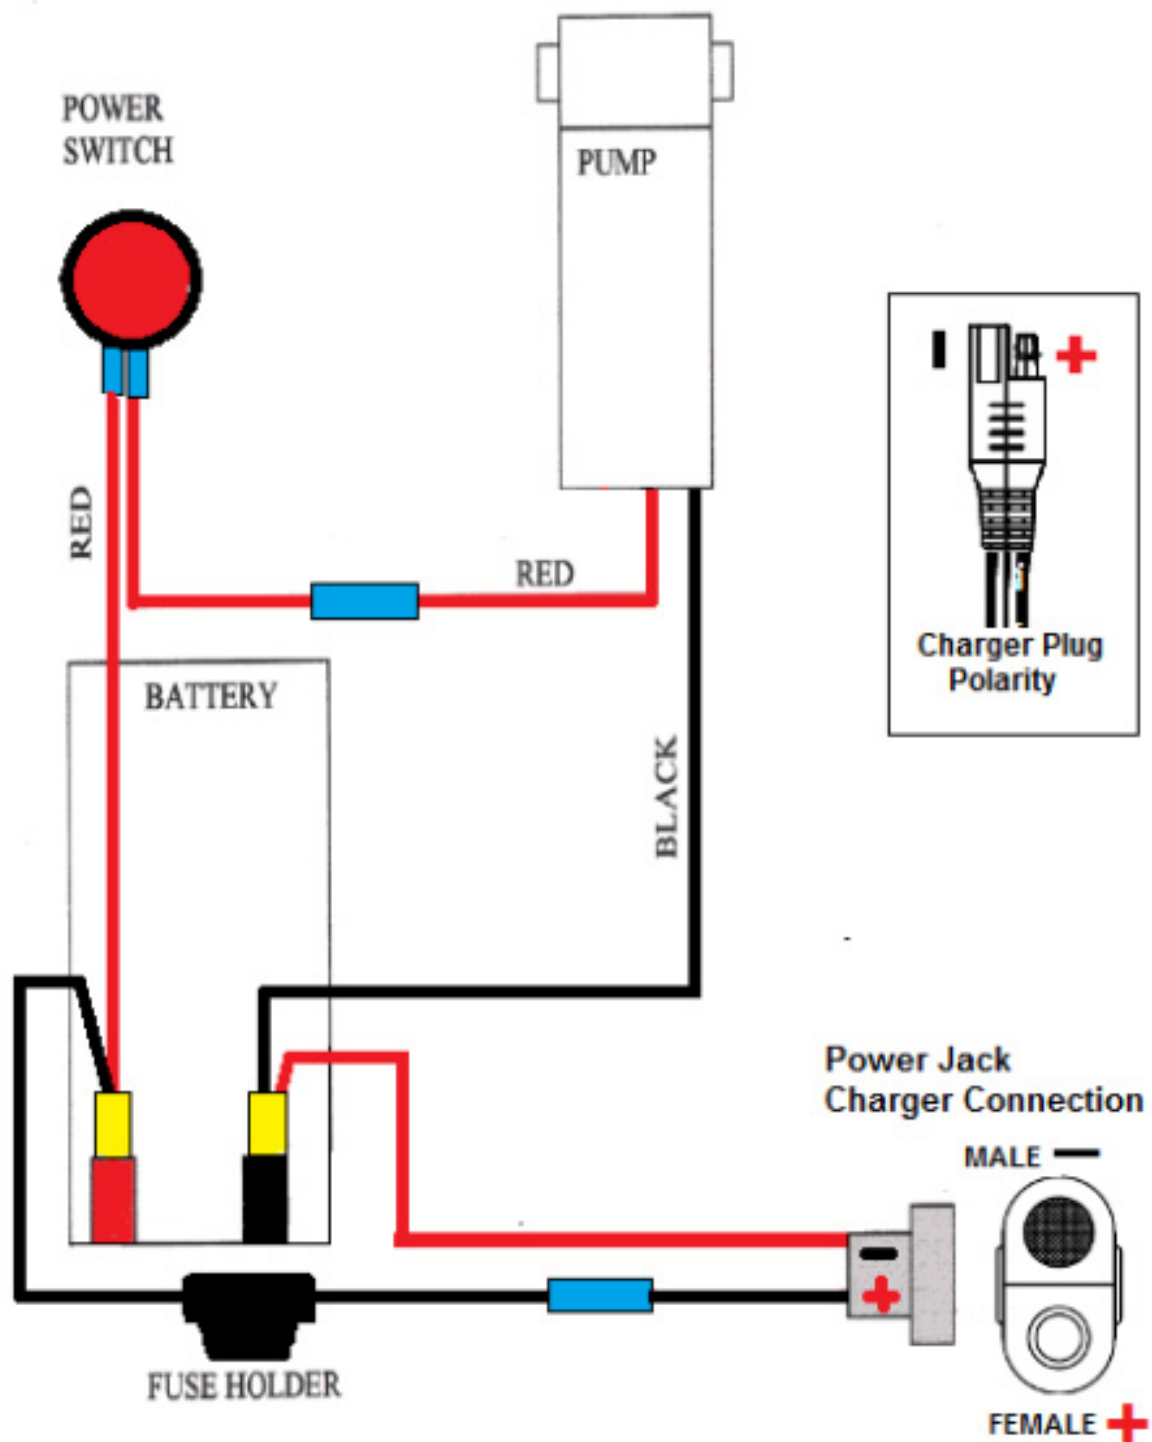 POWER
SWITCH
PUMP
RED
RED
Charger Plug
Polarity
BATTERY
BLACK
Power Jack
Charger Connection
MALE —
− 
+
FUSE HOLDER
FEMALE +